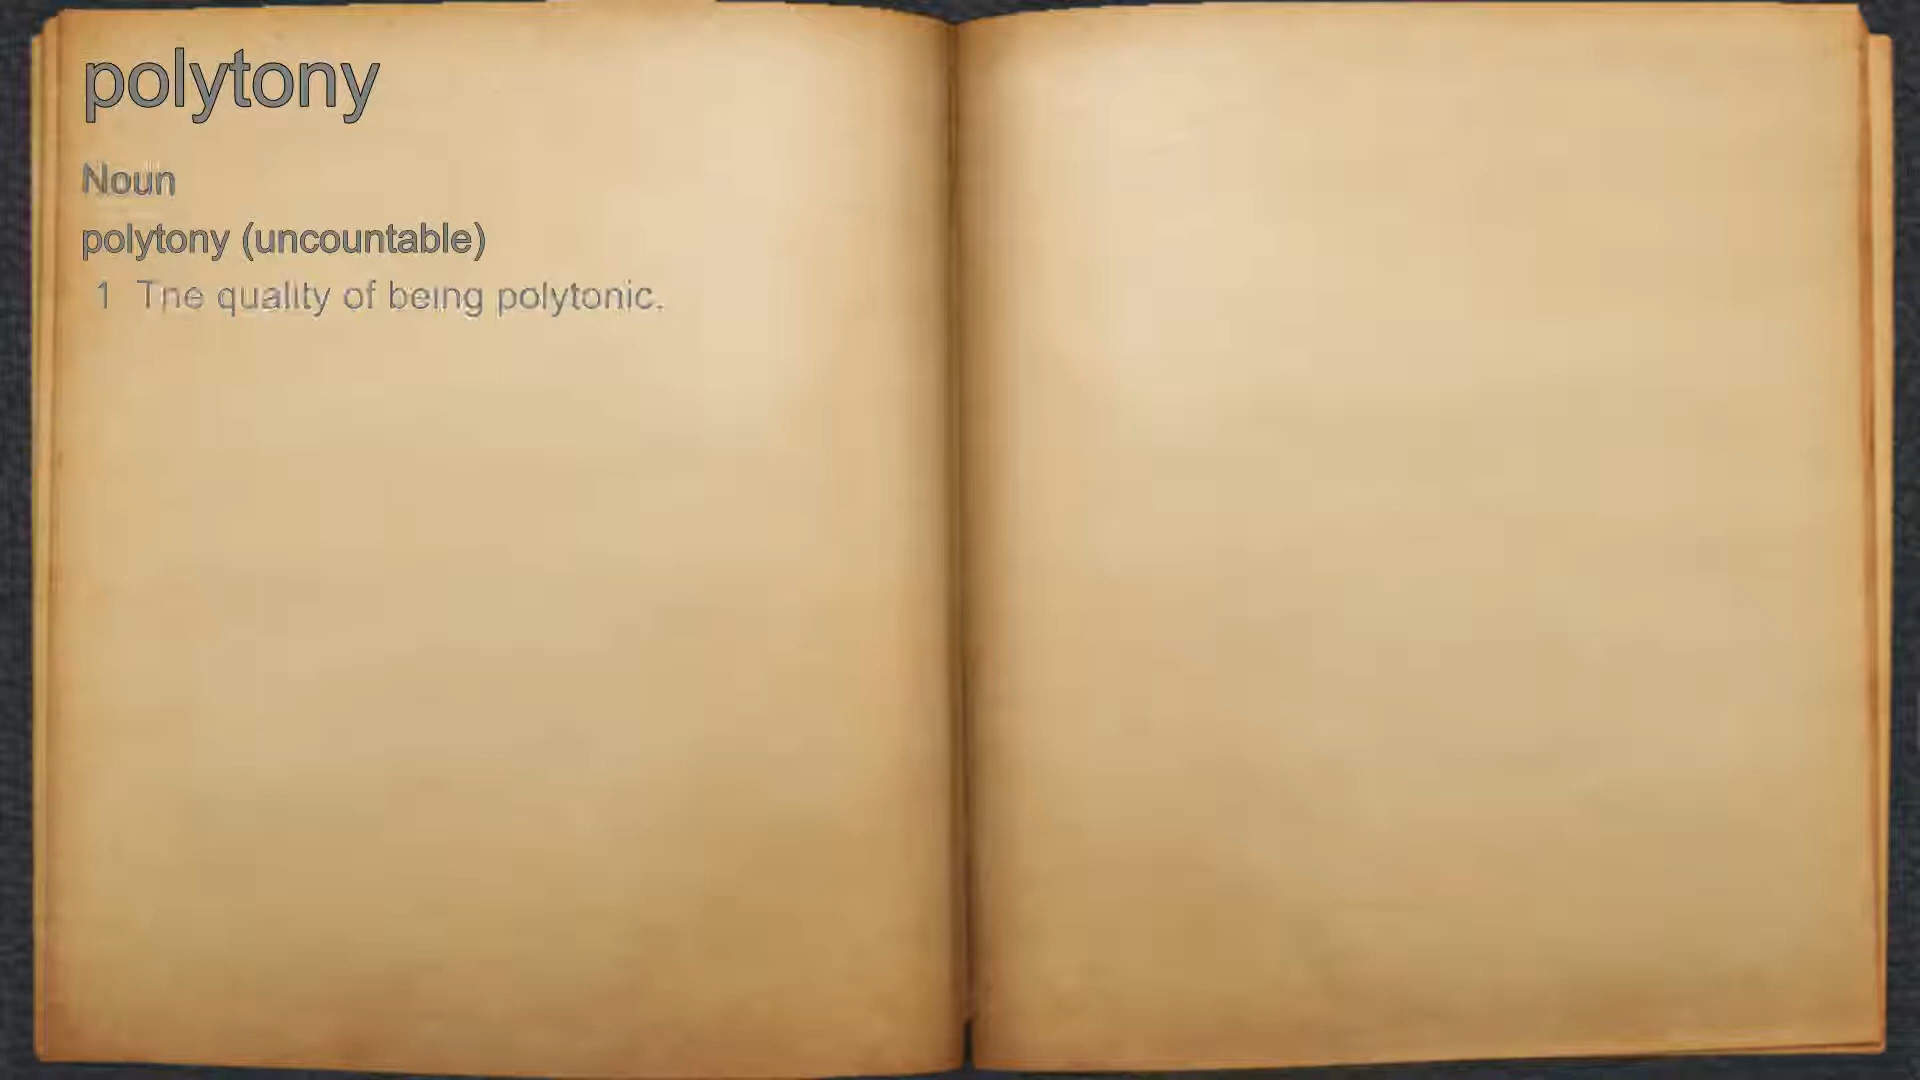 polytony
Noun
polytony (uncountable)
1 The quality of being polytonic.